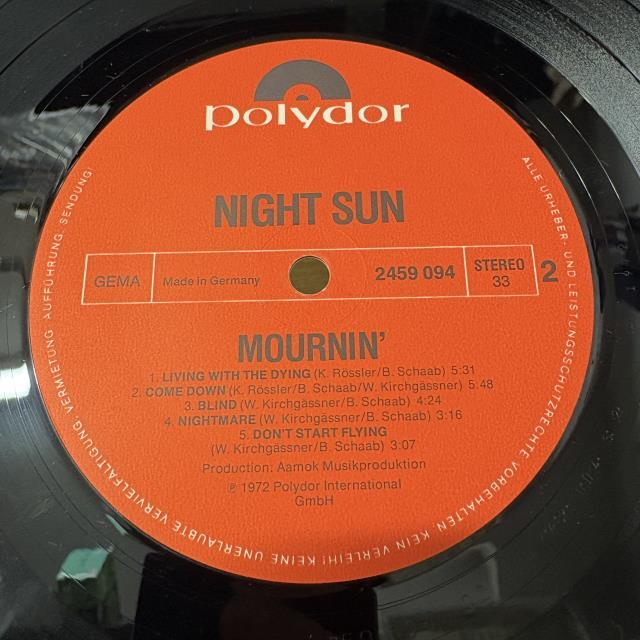 polydor
NIGHT SUN
GEMA
Made in Germany
2459 094
STEREO
33
2
MOURNIN'
1. LIVING WITH THE DYING (K. Rössler/B. Schaab) 5:31
2. COME DOWN (K. Rössler/B. Schaab/W. Kirchgässner) 5:48
3. BLIND (W. Kirchgässner/B. Schaab) 4:24
4. NIGHTMARE (W. Kirchgässner/B. Schaab) 3:16
5. DON'T START FLYING
(W. Kirchgässner/B. Schaab) 3:07
Production: Aamok Musikproduktion
℗ 1972 Polydor International
GmbH
ALLE URHEBER- UND LEISTUNGSSCHUTZRECHTE VORBEHALTEN. KEIN VERLEIH! KEINE UNERLAUBTE VERVIELFÄLTIGUNG, VERMIETUNG, AUFFÜHRUNG, SENDUNG!